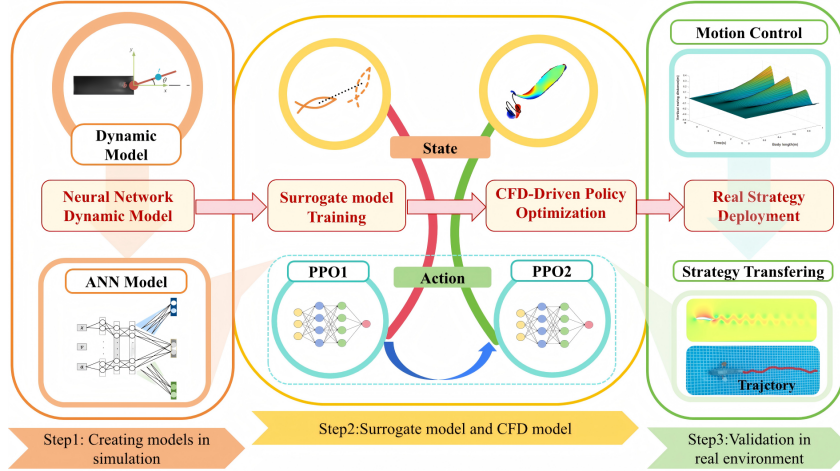 Dynamic
Model
Neural Network
Dynamic Model
ANN Model
State
Surrogate model
Training
CFD-Driven Policy
Optimization
PPO1
Action
PPO2
Motion Control
Time(s)
Real Strategy
Deployment
Strategy Transfering
Trajctory
Step1: Creating models in
simulation
Step2:Surrogate model and CFD model
Step3:Validation in
real environment